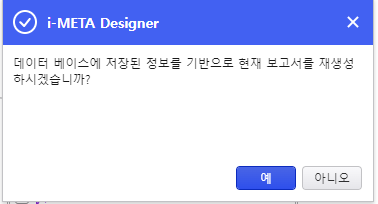 i-META Designer
데이터 베이스에 저장된 정보를 기반으로 현재 보고서를 재생성
하시겠습니까?
예
아니오